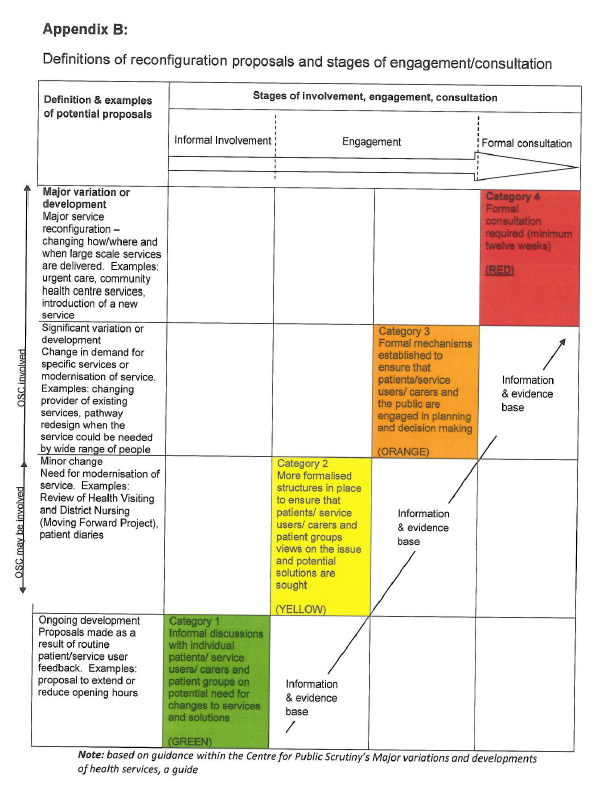 Appendix B:
Definitions of reconfiguration proposals and stages of engagement/consultation
Definition & examples
of potential proposals
Stages of involvement, engagement, consultation
Informal Involvement
Engagement
Formal consultation
OSC involved
OSC may be involved
Major variation or
development
Major service
reconfiguration –
changing how/where and
when large scale services
are delivered. Examples:
urgent care, community
health centre services,
introduction of a new
service
Category 4
Formal
consultation
required (minimum
twelve weeks)
(RED)
Significant variation or
development
Change in demand for
specific services or
modernisation of service.
Examples: changing
provider of existing
services, pathway
redesign when the
service could be needed
by wide range of people
Category 3
Formal mechanisms
established to
ensure that
patients/service
users/ carers and
the public are
engaged in planning
and decision making
(ORANGE)
Information
& evidence
base
Minor change
Need for modernisation of
service. Examples:
Review of Health Visiting
and District Nursing
(Moving Forward Project),
patient diaries
Category 2
More formalised
structures in place
to ensure that
patients/ service
users/ carers and
patient groups
views on the issue
and potential
solutions are
sought
(YELLOW)
Information
& evidence
base
Ongoing development
Proposals made as a
result of routine
patient/service user
feedback. Examples:
proposal to extend or
reduce opening hours
Category 1
Informal discussions
with individual
patients/ service
users/ carers and
patient groups on
potential need for
changes to services
and solutions
(GREEN)
Information
& evidence
base
Note: based on guidance within the Centre for Public Scrutiny's Major variations and developments
of health services, a guide